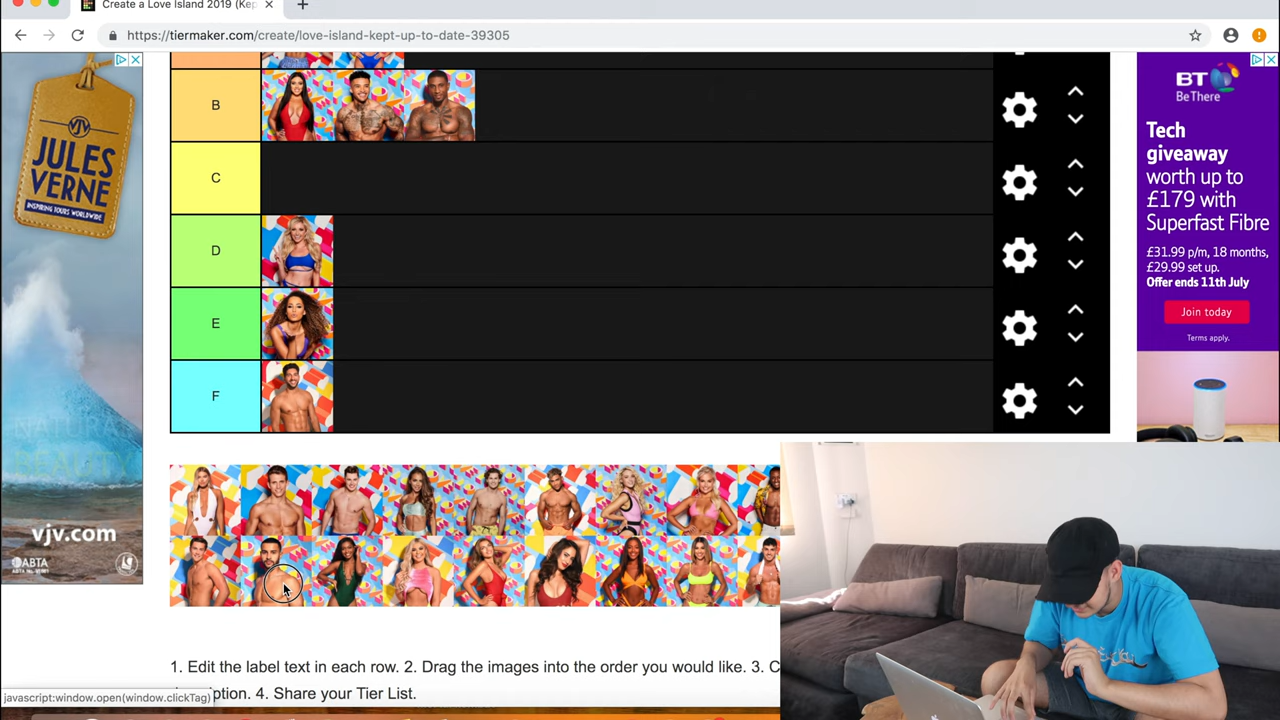 Create a Love Island 2019 (Kep
https://tiermaker.com/create/love-island-kept-up-to-date-39305
JULES
VERNE
INSPIRING TOURS WORLDWIDE
NATURAL
BEAUTY
vjv.com
ABTA
B
C
D
E
F
BT
Be There
Tech
giveaway
worth up to
£179 with
Superfast Fibre
£31.99 p/m, 18 months,
£29.99 set up.
Offer ends 11th July
Join today
Terms apply.
1. Edit the label text in each row. 2. Drag the images into the order you would like. 3. C
ption. 4. Share your Tier List.
javascript:window.open(window.clickTag)